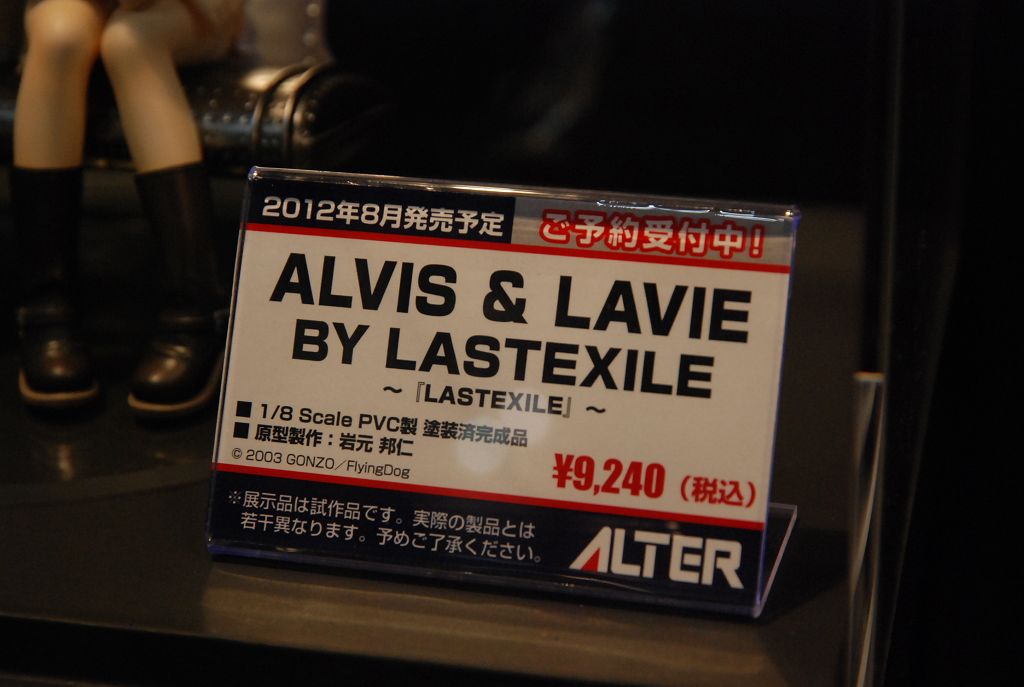 2012年8月発売予定 ご予約受付中!
ALVIS & LAVIE
BY LASTEXILE
～『LASTEXILE』～
■ 1/8 Scale PVC製 塗装済完成品
■ 原型製作：岩元 邦仁
© 2003 GONZO／FlyingDog
¥9,240（税込）
※展示品は試作品です。実際の製品とは
若干異なります。予めご了承ください。
ALTER